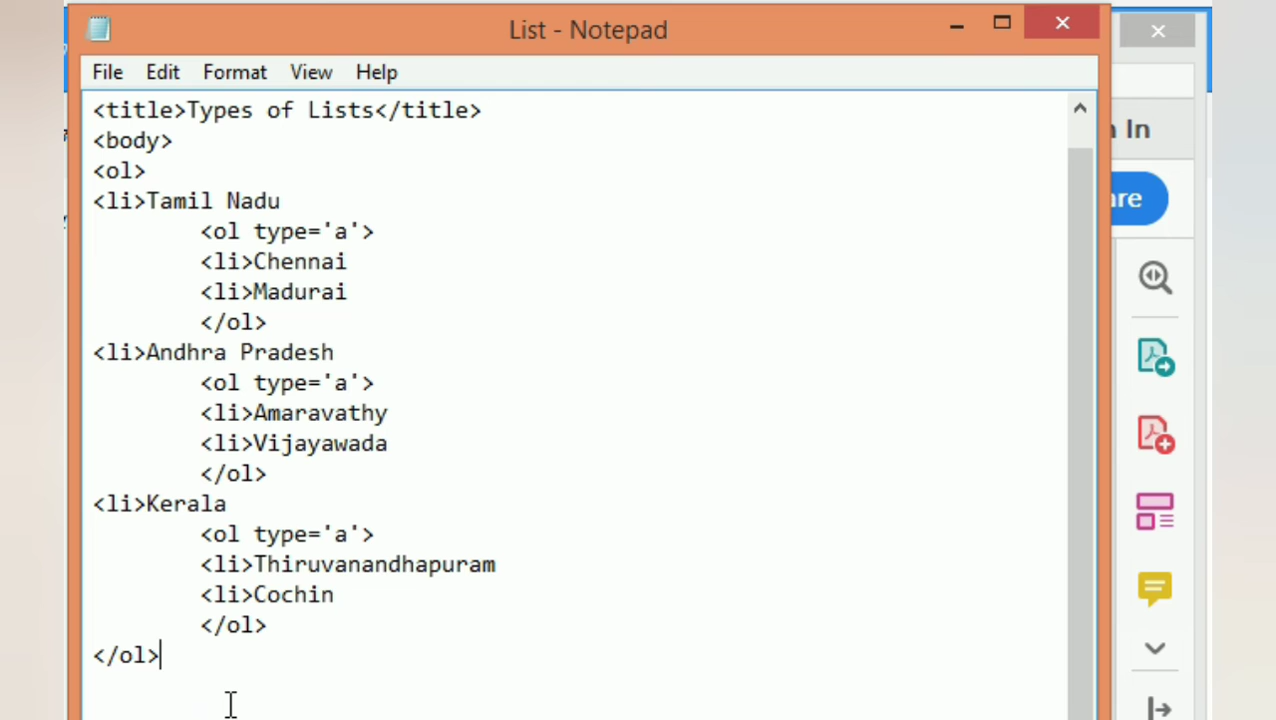 List - Notepad
File Edit Format View Help
<title>Types of Lists</title>
<body>
<ol>
<li>Tamil Nadu
<ol type='a'>
<li>Chennai
<li>Madurai
</ol>
<li>Andhra Pradesh
<ol type='a'>
<li>Amaravathy
<li>Vijayawada
</ol>
<li>Kerala
<ol type='a'>
<li>Thiruvanandhapuram
<li>Cochin
</ol>
</ol>
In